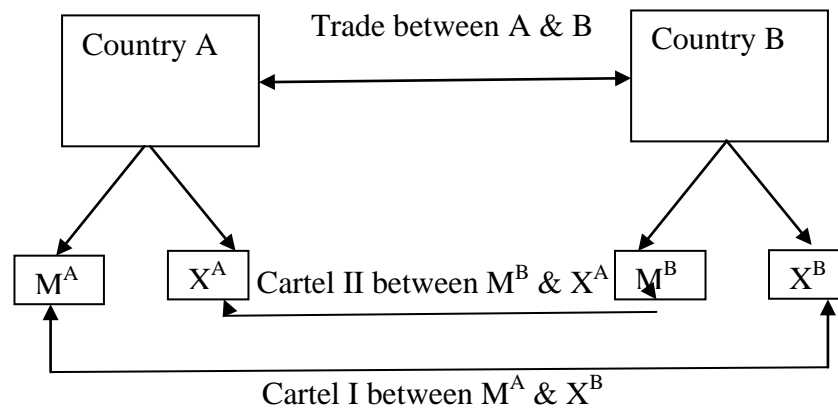 Trade between A & B
Country A
Country B
M^A
X^A
Cartel II between M^B & X^A
M^B
X^B
Cartel I between M^A & X^B